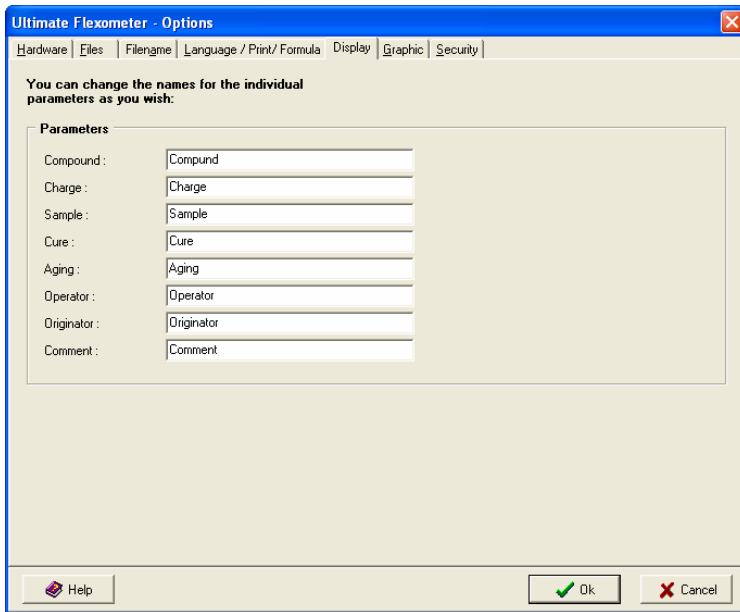 Ultimate Flexometer - Options
Hardware Files Filename Language / Print/ Formula Display Graphic Security
You can change the names for the individual
parameters as you wish:
Parameters
Compound : Compund
Charge : Charge
Sample : Sample
Cure : Cure
Aging : Aging
Operator : Operator
Originator : Originator
Comment : Comment
Help Ok Cancel